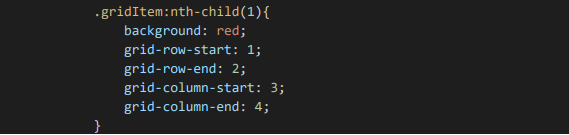 .gridItem:nth-child(1){
background: red;
grid-row-start: 1;
grid-row-end: 2;
grid-column-start: 3;
grid-column-end: 4;
}